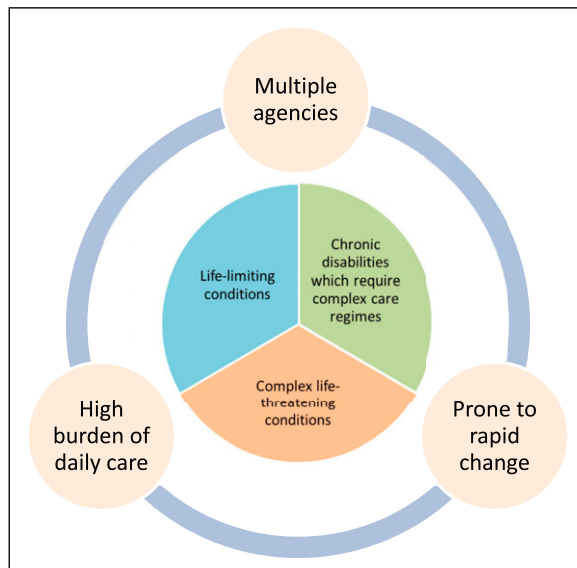 Multiple
agencies
Life-limiting
conditions
Chronic
disabilities
which require
complex care
regimes
Complex life-
threatening
conditions
High
burden of
daily care
Prone to
rapid
change